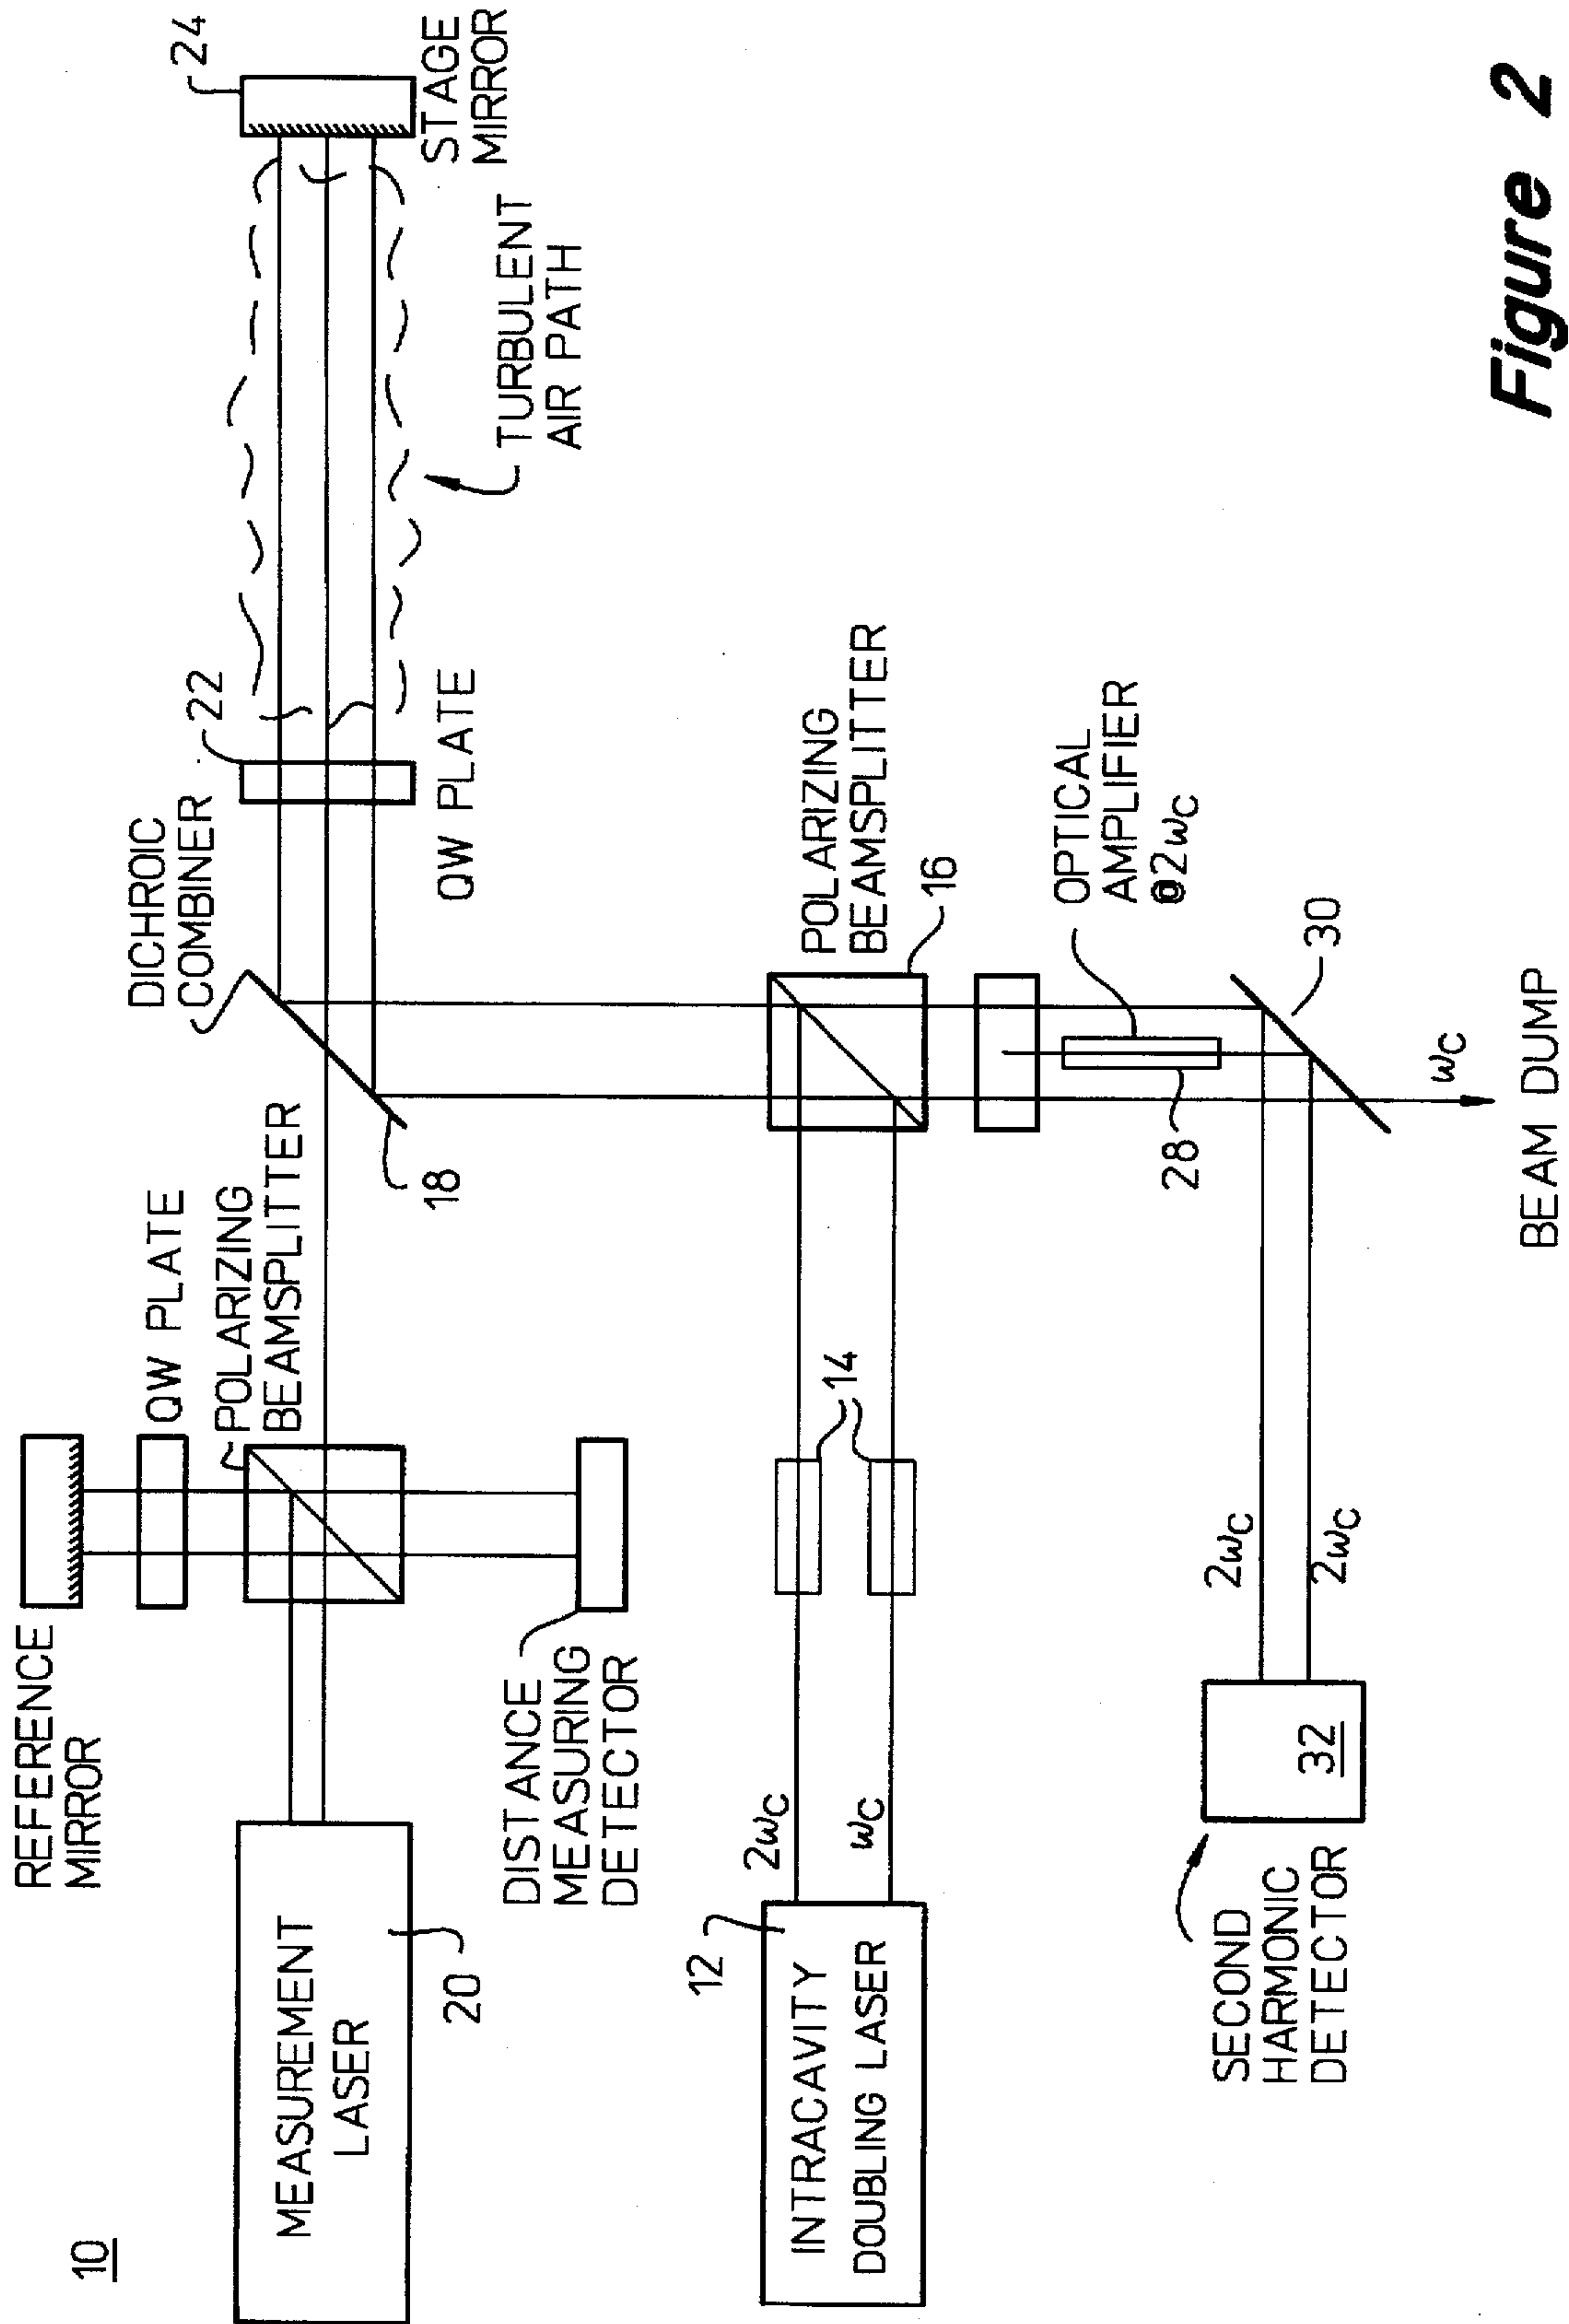 10
REFERENCE
MIRROR
QW PLATE
POLARIZING
BEAMSPLITTER
MEASUREMENT
LASER
20
DISTANCE
MEASURING
DETECTOR
DICHROIC
COMBINER
18
22
QW PLATE
24
STAGE
MIRROR
TURBULENT
AIR PATH
12
INTRACAVITY
DOUBLING LASER
2ωC
ωC
14
POLARIZING
BEAMSPLITTER
16
OPTICAL
AMPLIFIER
@2ωC
28
30
ωC
BEAM DUMP
2ωC
2ωC
SECOND
HARMONIC
DETECTOR
32
Figure 2